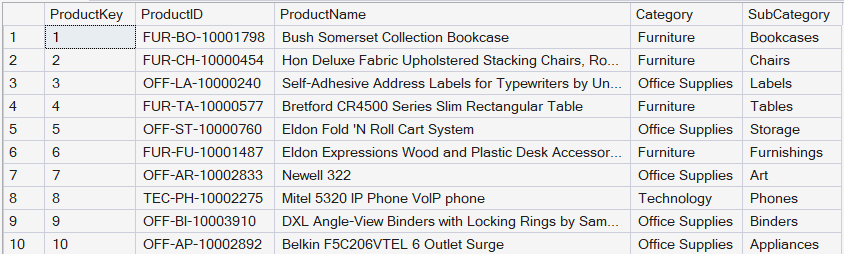 ProductKey ProductID ProductName Category SubCategory
1 1 FUR-BO-10001798 Bush Somerset Collection Bookcase Furniture Bookcases
2 2 FUR-CH-10000454 Hon Deluxe Fabric Upholstered Stacking Chairs, Ro... Furniture Chairs
3 3 OFF-LA-10000240 Self-Adhesive Address Labels for Typewriters by Un... Office Supplies Labels
4 4 FUR-TA-10000577 Bretford CR4500 Series Slim Rectangular Table Furniture Tables
5 5 OFF-ST-10000760 Eldon Fold 'N Roll Cart System Office Supplies Storage
6 6 FUR-FU-10001487 Eldon Expressions Wood and Plastic Desk Accessor... Furniture Furnishings
7 7 OFF-AR-10002833 Newell 322 Office Supplies Art
8 8 TEC-PH-10002275 Mitel 5320 IP Phone VoIP phone Technology Phones
9 9 OFF-BI-10003910 DXL Angle-View Binders with Locking Rings by Sam... Office Supplies Binders
10 10 OFF-AP-10002892 Belkin F5C206VTEL 6 Outlet Surge Office Supplies Appliances